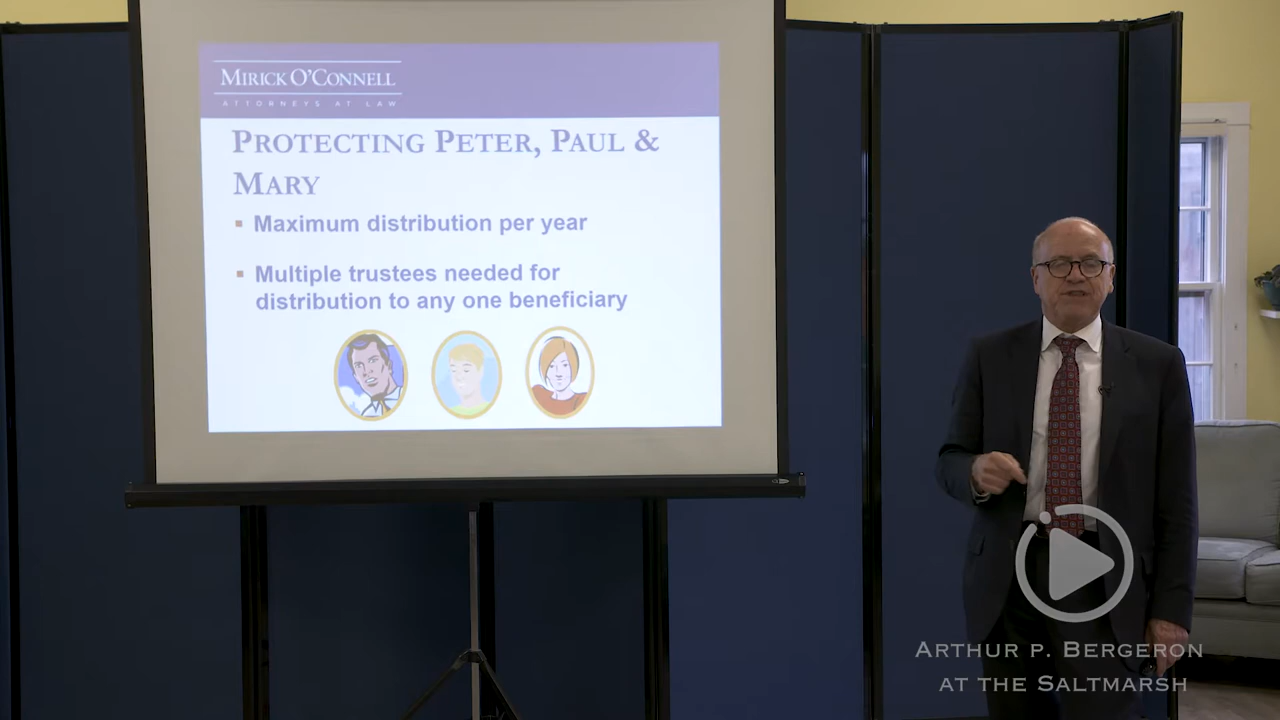 MIRICK O'CONNELL
ATTORNEYS AT LAW
PROTECTING PETER, PAUL &
MARY
▪ Maximum distribution per year
▪ Multiple trustees needed for
distribution to any one beneficiary
ARTHUR P. BERGERON
AT THE SALTMARSH